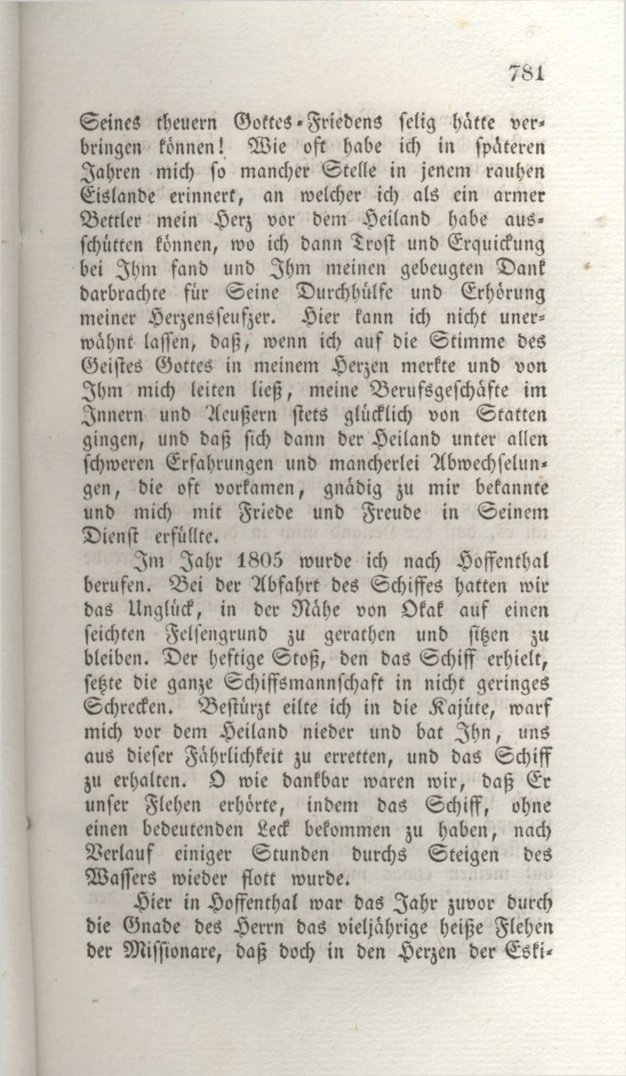 781
Seines theuern Gottes-Friedens selig hätte ver-
bringen können! Wie oft habe ich in späteren
Jahren mich so mancher Stelle in jenem rauhen
Eislande erinnert, an welcher ich als ein armer
Bettler mein Herz vor dem Heiland habe aus-
schütten können, wo ich dann Trost und Erquickung
bei Ihm fand und Ihm meinen gebeugten Dank
darbrachte für Seine Durchhülfe und Erhörung
meiner Herzensseufzer. Hier kann ich nicht uner-
wähnt lassen, daß, wenn ich auf die Stimme des
Geistes Gottes in meinem Herzen merkte und von
Ihm mich leiten ließ, meine Berufsgeschäfte im
Innern und Aeußern stets glücklich von Statten
gingen, und daß sich dann der Heiland unter allen
schweren Erfahrungen und mancherlei Abwechselun-
gen, die oft vorkamen, gnädig zu mir bekannte
und mich mit Friede und Freude in Seinem
Dienst erfüllte.
Im Jahr 1805 wurde ich nach Hoffenthal
berufen. Bei der Abfahrt des Schiffes hatten wir
das Unglück, in der Nähe von Okak auf einen
seichten Felsengrund zu gerathen und sitzen zu
bleiben. Der heftige Stoß, den das Schiff erhielt,
setzte die ganze Schiffsmannschaft in nicht geringes
Schrecken. Bestürzt eilte ich in die Kajüte, warf
mich vor dem Heiland nieder und bat Ihn, uns
aus dieser Fährlichkeit zu erretten, und das Schiff
zu erhalten. O wie dankbar waren wir, daß Er
unser Flehen erhörte, indem das Schiff, ohne
einen bedeutenden Leck bekommen zu haben, nach
Verlauf einiger Stunden durchs Steigen des
Wassers wieder flott wurde.
Hier in Hoffenthal war das Jahr zuvor durch
die Gnade des Herrn das vieljährige heiße Flehen
der Missionare, daß doch in den Herzen der Eski-